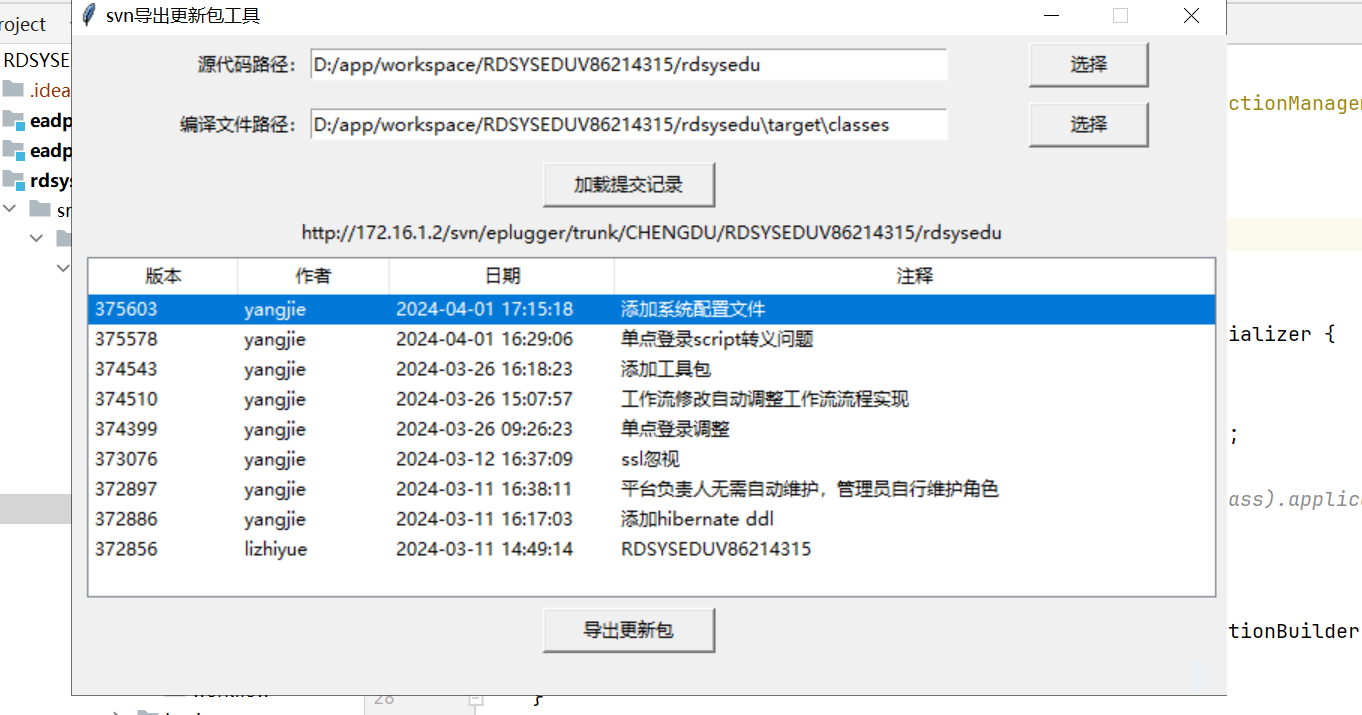 roject
svn导出更新包工具
RDSYSE
源代码路径：
D:/app/workspace/RDSYSEDUV86214315/rdsysedu
选择
.idea
ctionManage
eadp
编译文件路径：
D:/app/workspace/RDSYSEDUV86214315/rdsysedu\target\classes
选择
eadp
rdsys
加载提交记录
sr
http://172.16.1.2/svn/eplugger/trunk/CHENGDU/RDSYSEDUV86214315/rdsysedu
版本 作者 日期 注释
375603 yangjie 2024-04-01 17:15:18 添加系统配置文件
375578 yangjie 2024-04-01 16:29:06 单点登录script转义问题
ializer {
374543 yangjie 2024-03-26 16:18:23 添加工具包
374510 yangjie 2024-03-26 15:07:57 工作流修改自动调整工作流流程实现
374399 yangjie 2024-03-26 09:26:23 单点登录调整
;
373076 yangjie 2024-03-12 16:37:09 ssl忽视
372897 yangjie 2024-03-11 16:38:11 平台负责人无需自动维护，管理员自行维护角色
ass).applic
372886 yangjie 2024-03-11 16:17:03 添加hibernate ddl
372856 lizhiyue 2024-03-11 14:49:14 RDSYSEDUV86214315
导出更新包
tionBuilder
28 }